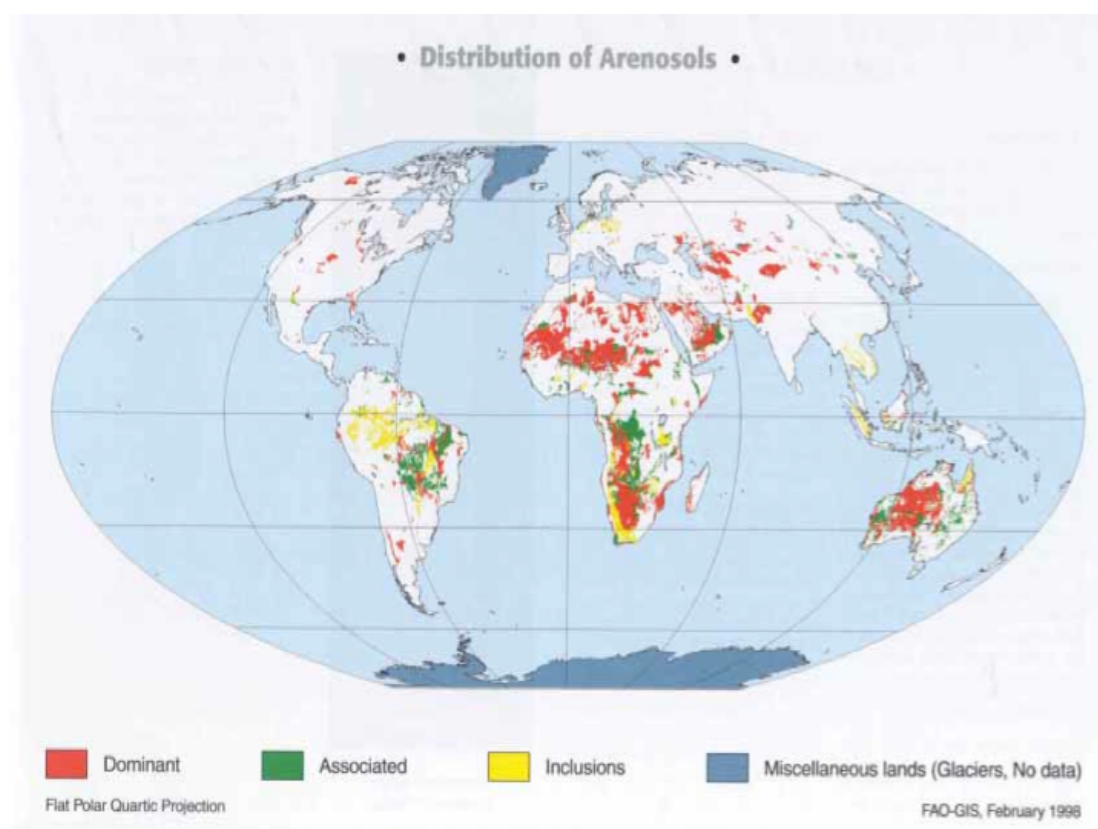 • Distribution of Arenosols •
Dominant
Associated
Inclusions
Miscellaneous lands (Glaciers, No data)
Flat Polar Quartic Projection
FAO-GIS, February 1998